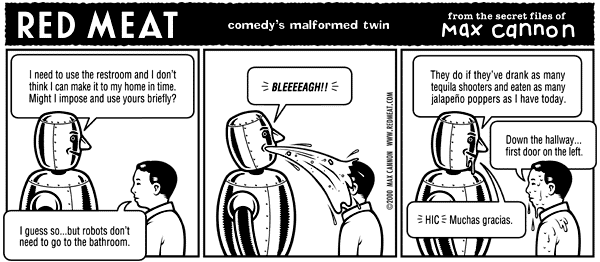 RED MEAT
comedy's malformed twin
from the secret files of
max cannon
I need to use the restroom and I don't
think I can make it to my home in time.
Might I impose and use yours briefly?
I guess so...but robots don't
need to go to the bathroom.
BLEEEEAGH!!
©2000 MAX CANNON WWW.REDMEAT.COM
They do if they've drank as many
tequila shooters and eaten as many
jalapeño poppers as I have today.
Down the hallway...
first door on the left.
HIC Muchas gracias.